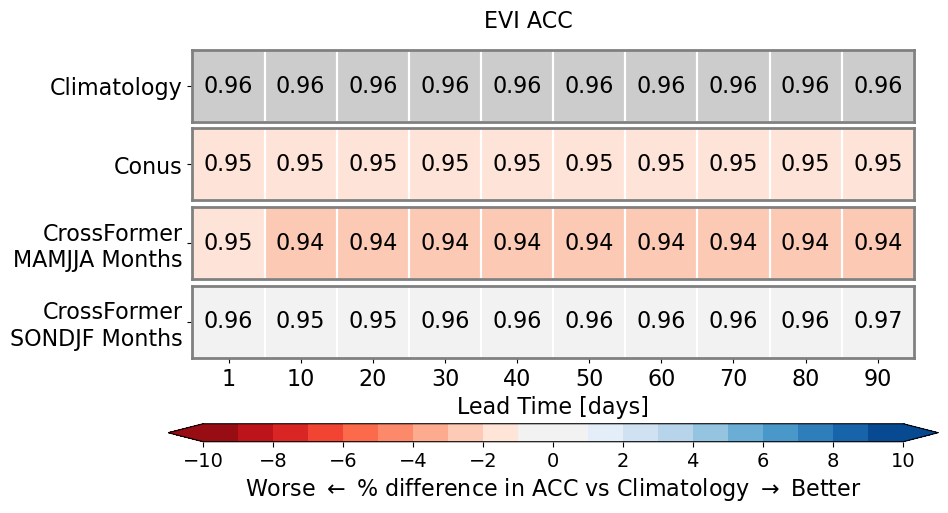 EVI ACC
Climatology 0.96 0.96 0.96 0.96 0.96 0.96 0.96 0.96 0.96 0.96
Conus 0.95 0.95 0.95 0.95 0.95 0.95 0.95 0.95 0.95 0.95
CrossFormer
MAMJJA Months 0.95 0.94 0.94 0.94 0.94 0.94 0.94 0.94 0.94 0.94
CrossFormer
SONDJF Months 0.96 0.95 0.95 0.96 0.96 0.96 0.96 0.96 0.96 0.97
1 10 20 30 40 50 60 70 80 90
Lead Time [days]
−10 −8 −6 −4 −2 0 2 4 6 8 10
Worse ← % difference in ACC vs Climatology → Better